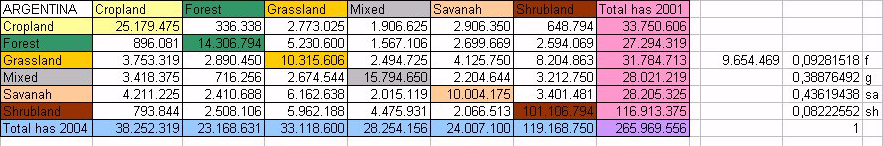 ARGENTINA Cropland Forest Grassland Mixed Savanah Shrubland Total has 2001
Cropland 25.179.475 336.338 2.773.025 1.906.625 2.906.350 648.794 33.750.606
Forest 896.081 14.306.794 5.230.600 1.567.106 2.699.669 2.594.069 27.294.319
Grassland 3.753.319 2.890.450 10.315.606 2.494.725 4.125.750 8.204.863 31.784.713 9.654.469 0,09281518 f
Mixed 3.418.375 716.256 2.674.544 15.794.650 2.204.644 3.212.750 28.021.219 0,38876492 g
Savanah 4.211.225 2.410.688 6.162.638 2.015.119 10.004.175 3.401.481 28.205.325 0,43619438 sa
Shrubland 793.844 2.508.106 5.962.188 4.475.931 2.066.513 101.106.794 116.913.375 0,08222552 sh
Total has 2004 38.252.319 23.168.631 33.118.600 28.254.156 24.007.100 119.168.750 265.969.556 1